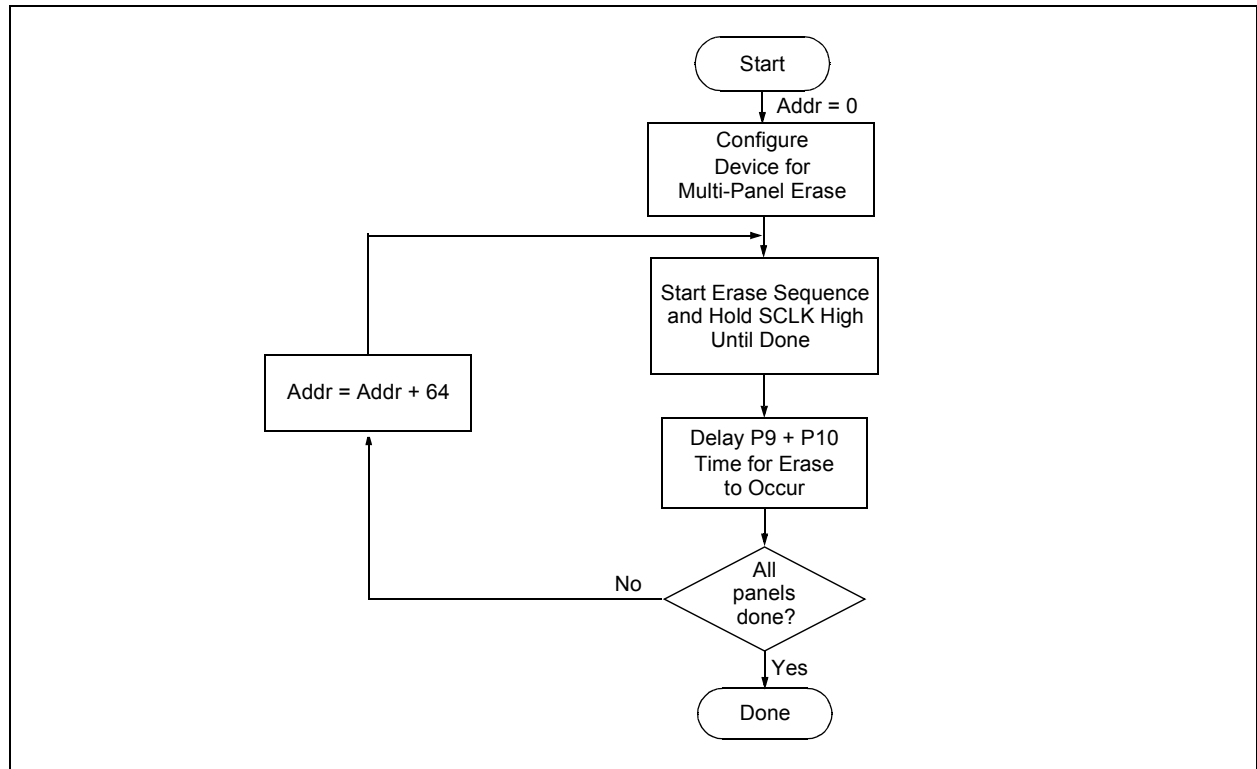 Start
Addr = 0
Configure
Device for
Multi-Panel Erase
Start Erase Sequence
and Hold SCLK High
Until Done
Addr = Addr + 64
Delay P9 + P10
Time for Erase
to Occur
All
panels
done?
No
Yes
Done